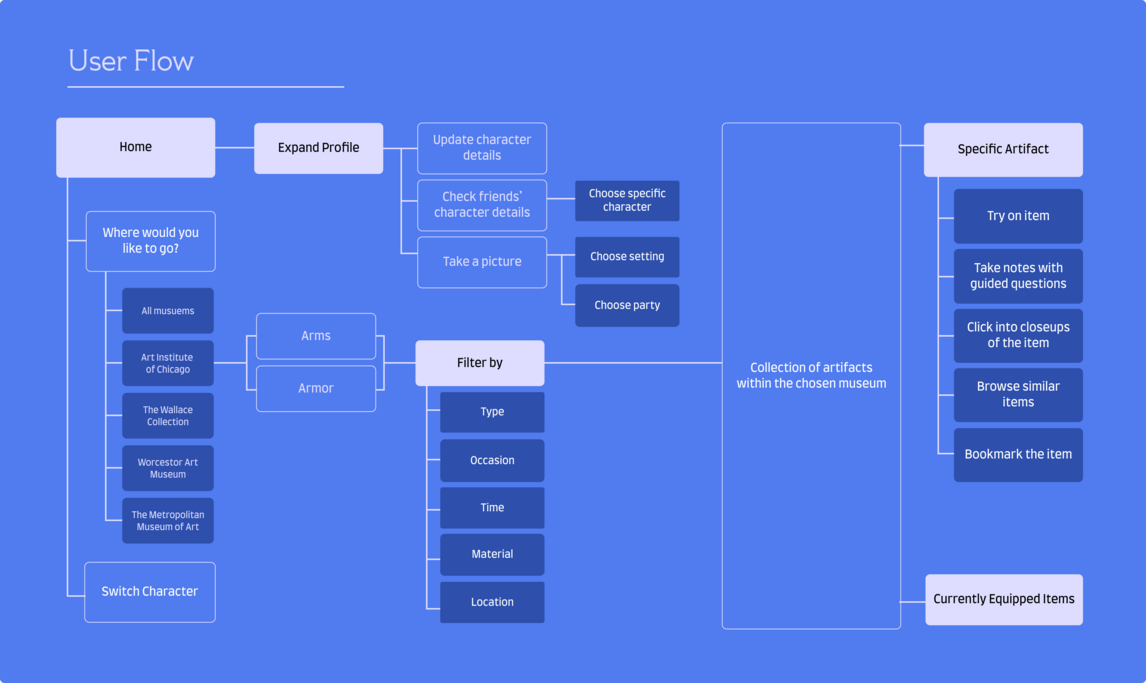 User Flow
Home
Expand Profile
Update character
details
Check friends'
character details
Choose specific
character
Take a picture
Choose setting
Choose party
Where would you
like to go?
All musuems
Art Institute
of Chicago
The Wallace
Collection
Worcestor Art
Museum
The Metropolitan
Museum of Art
Switch Character
Arms
Armor
Filter by
Type
Occasion
Time
Material
Location
Collection of artifacts
within the chosen museum
Specific Artifact
Try on item
Take notes with
guided questions
Click into closeups
of the item
Browse similar
items
Bookmark the item
Currently Equipped Items